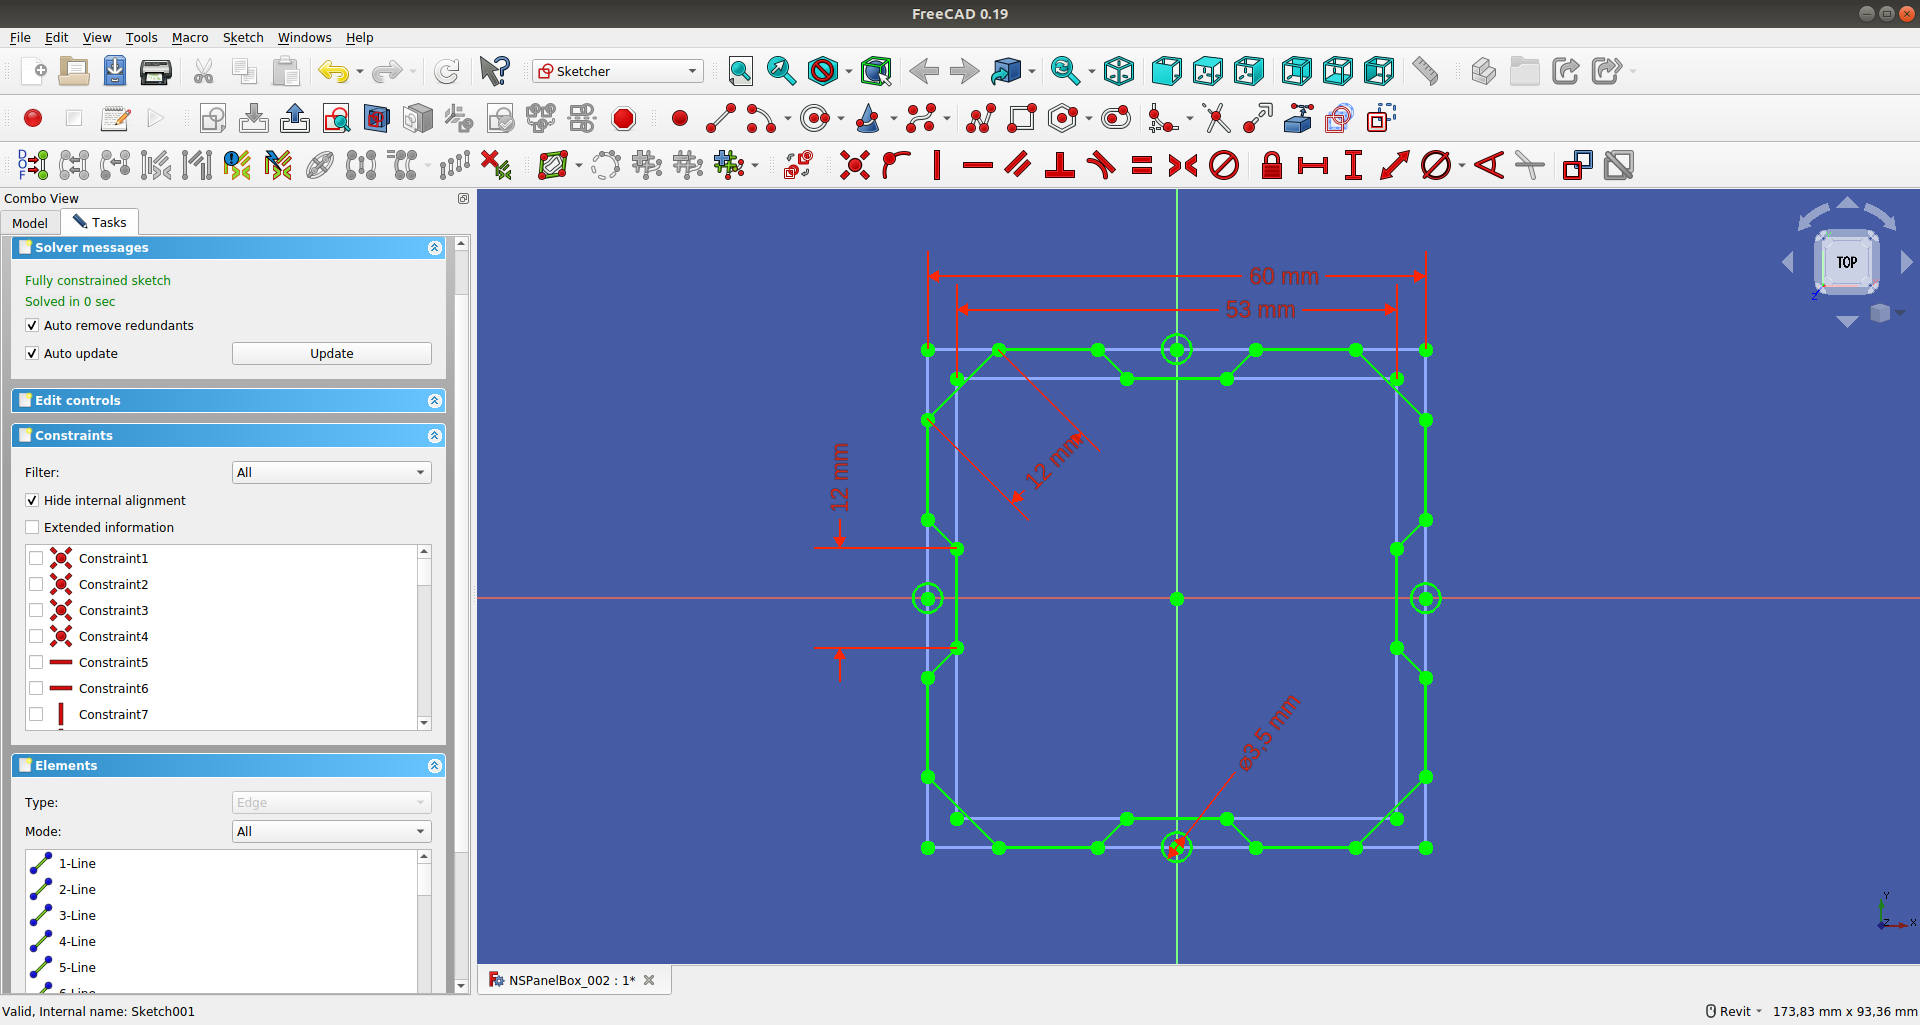 FreeCAD 0.19
File Edit View Tools Macro Sketch Windows Help
Sketcher
DOF
Combo View
Model Tasks
Solver messages
Fully constrained sketch
Solved in 0 sec
Auto remove redundants
Auto update Update
Edit controls
Constraints
Filter: All
Hide internal alignment
Extended information
Constraint1
Constraint2
Constraint3
Constraint4
Constraint5
Constraint6
Constraint7
Elements
Type: Edge
Mode: All
1-Line
2-Line
3-Line
4-Line
5-Line
6-Line
60 mm
53 mm
12 mm
12 mm
⌀3,5 mm
TOP
Z
Y
Z X
NSPanelBox_002 : 1*
Valid, Internal name: Sketch001
Revit 173,83 mm x 93,36 mm